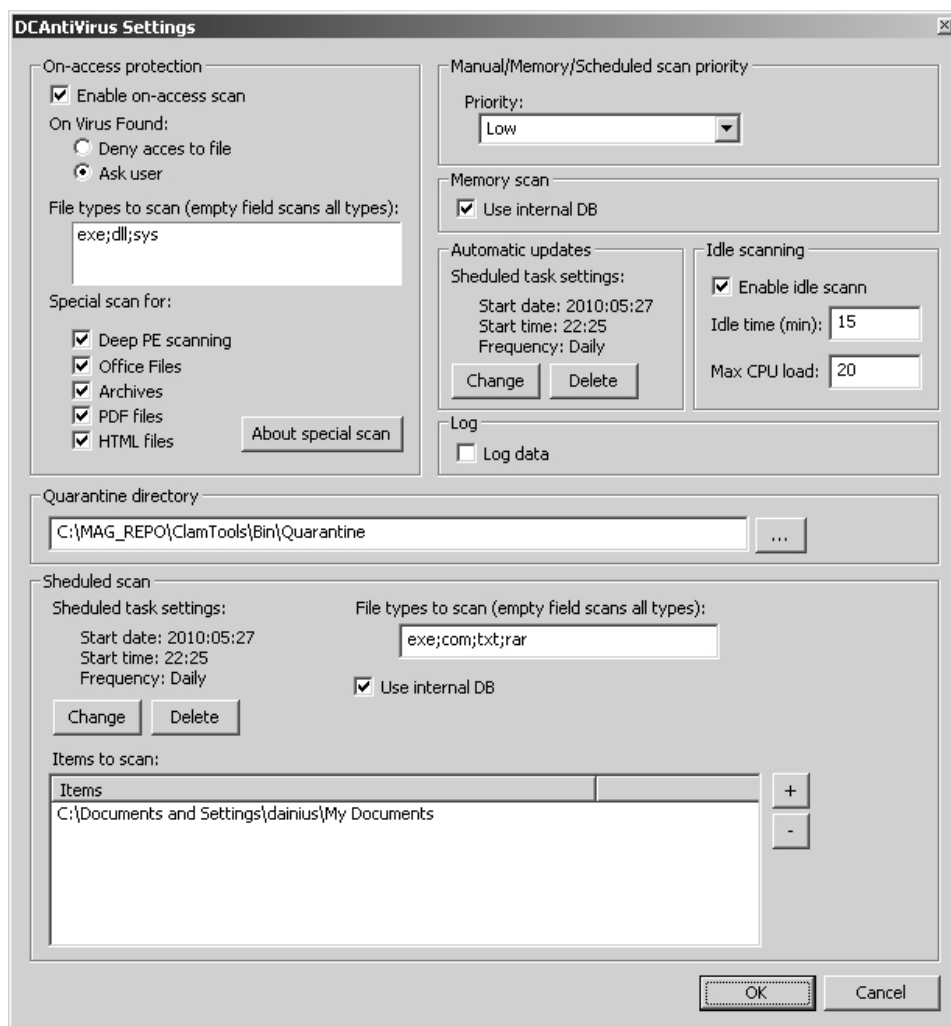 DCAntiVirus Settings
On-access protection
Enable on-access scan
On Virus Found:
Deny acces to file
Ask user
File types to scan (empty field scans all types):
exe;dll;sys
Special scan for:
Deep PE scanning
Office Files
Archives
PDF files
HTML files
About special scan
Manual/Memory/Scheduled scan priority
Priority:
Low
Memory scan
Use internal DB
Automatic updates
Sheduled task settings:
Start date: 2010:05:27
Start time: 22:25
Frequency: Daily
Change
Delete
Idle scanning
Enable idle scann
Idle time (min): 15
Max CPU load: 20
Log
Log data
Quarantine directory
C:\MAG_REPO\ClamTools\Bin\Quarantine
...
Sheduled scan
Sheduled task settings:
Start date: 2010:05:27
Start time: 22:25
Frequency: Daily
Change
Delete
File types to scan (empty field scans all types):
exe;com;txt;rar
Use internal DB
Items to scan:
Items
C:\Documents and Settings\dainius\My Documents
+
-
OK
Cancel